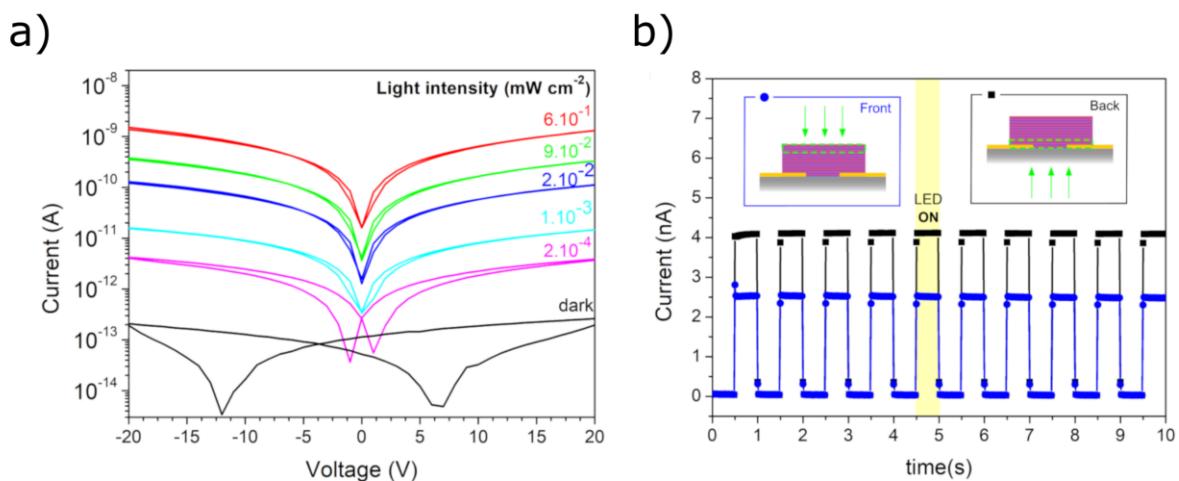 a)
Light intensity (mW cm⁻²)
6.10⁻¹
9.10⁻²
2.10⁻²
1.10⁻³
2.10⁻⁴
dark
Current (A)
10⁻⁸
10⁻⁹
10⁻¹⁰
10⁻¹¹
10⁻¹²
10⁻¹³
10⁻¹⁴
-20 -15 -10 -5 0 5 10 15 20
Voltage (V)
b)
Front
Back
LED
ON
Current (nA)
8
7
6
5
4
3
2
1
0
0 1 2 3 4 5 6 7 8 9 10
time(s)